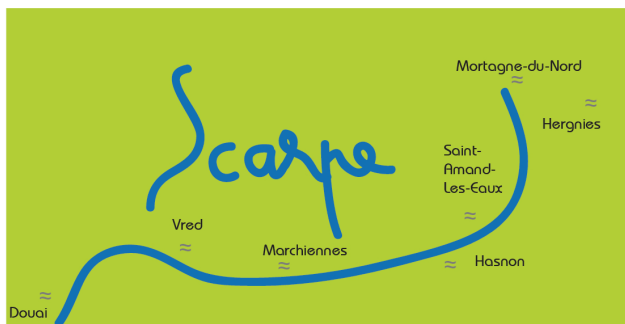 Mortagne-du-Nord
Hergnies
Scarpe
Saint-
Amand-
Les-Eaux
Vred
Marchiennes
Hasnon
Douai